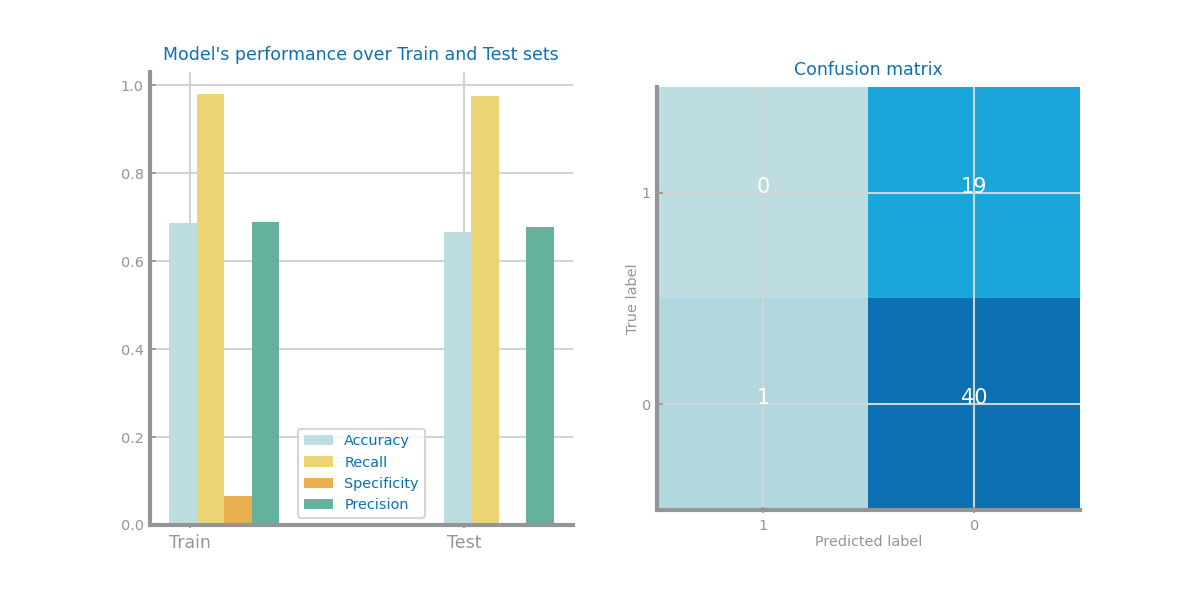 Model's performance over Train and Test sets
1.0
0.8
0.6
0.4
0.2
0.0
Train
Test
Accuracy
Recall
Specificity
Precision
Confusion matrix
True label
1
0
0
19
1
40
1
0
Predicted label